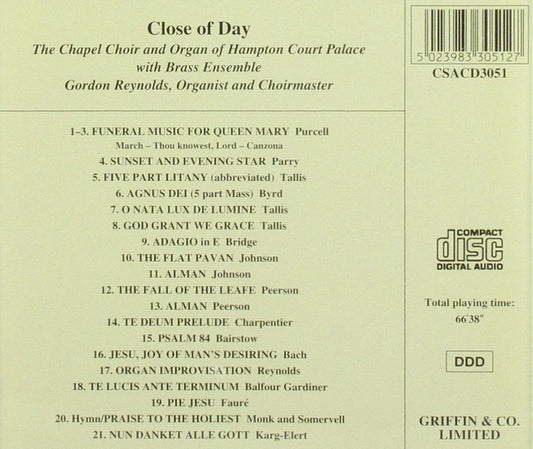 Close of Day
The Chapel Choir and Organ of Hampton Court Palace
with Brass Ensemble
Gordon Reynolds, Organist and Choirmaster
1–3. FUNERAL MUSIC FOR QUEEN MARY Purcell
March – Thou knowest, Lord – Canzona
4. SUNSET AND EVENING STAR Parry
5. FIVE PART LITANY (abbreviated) Tallis
6. AGNUS DEI (5 part Mass) Byrd
7. O NATA LUX DE LUMINE Tallis
8. GOD GRANT WE GRACE Tallis
9. ADAGIO in E Bridge
10. THE FLAT PAVAN Johnson
11. ALMAN Johnson
12. THE FALL OF THE LEAFE Peerson
13. ALMAN Peerson
14. TE DEUM PRELUDE Charpentier
15. PSALM 84 Bairstow
16. JESU, JOY OF MAN'S DESIRING Bach
17. ORGAN IMPROVISATION Reynolds
18. TE LUCIS ANTE TERMINUM Balfour Gardiner
19. PIE JESU Fauré
20. Hymn/PRAISE TO THE HOLIEST Monk and Somervell
21. NUN DANKET ALLE GOTT Karg-Elert
5 023983 305127
CSACD3051
COMPACT
disc
DIGITAL AUDIO
Total playing time:
66'38"
DDD
GRIFFIN & CO.
LIMITED